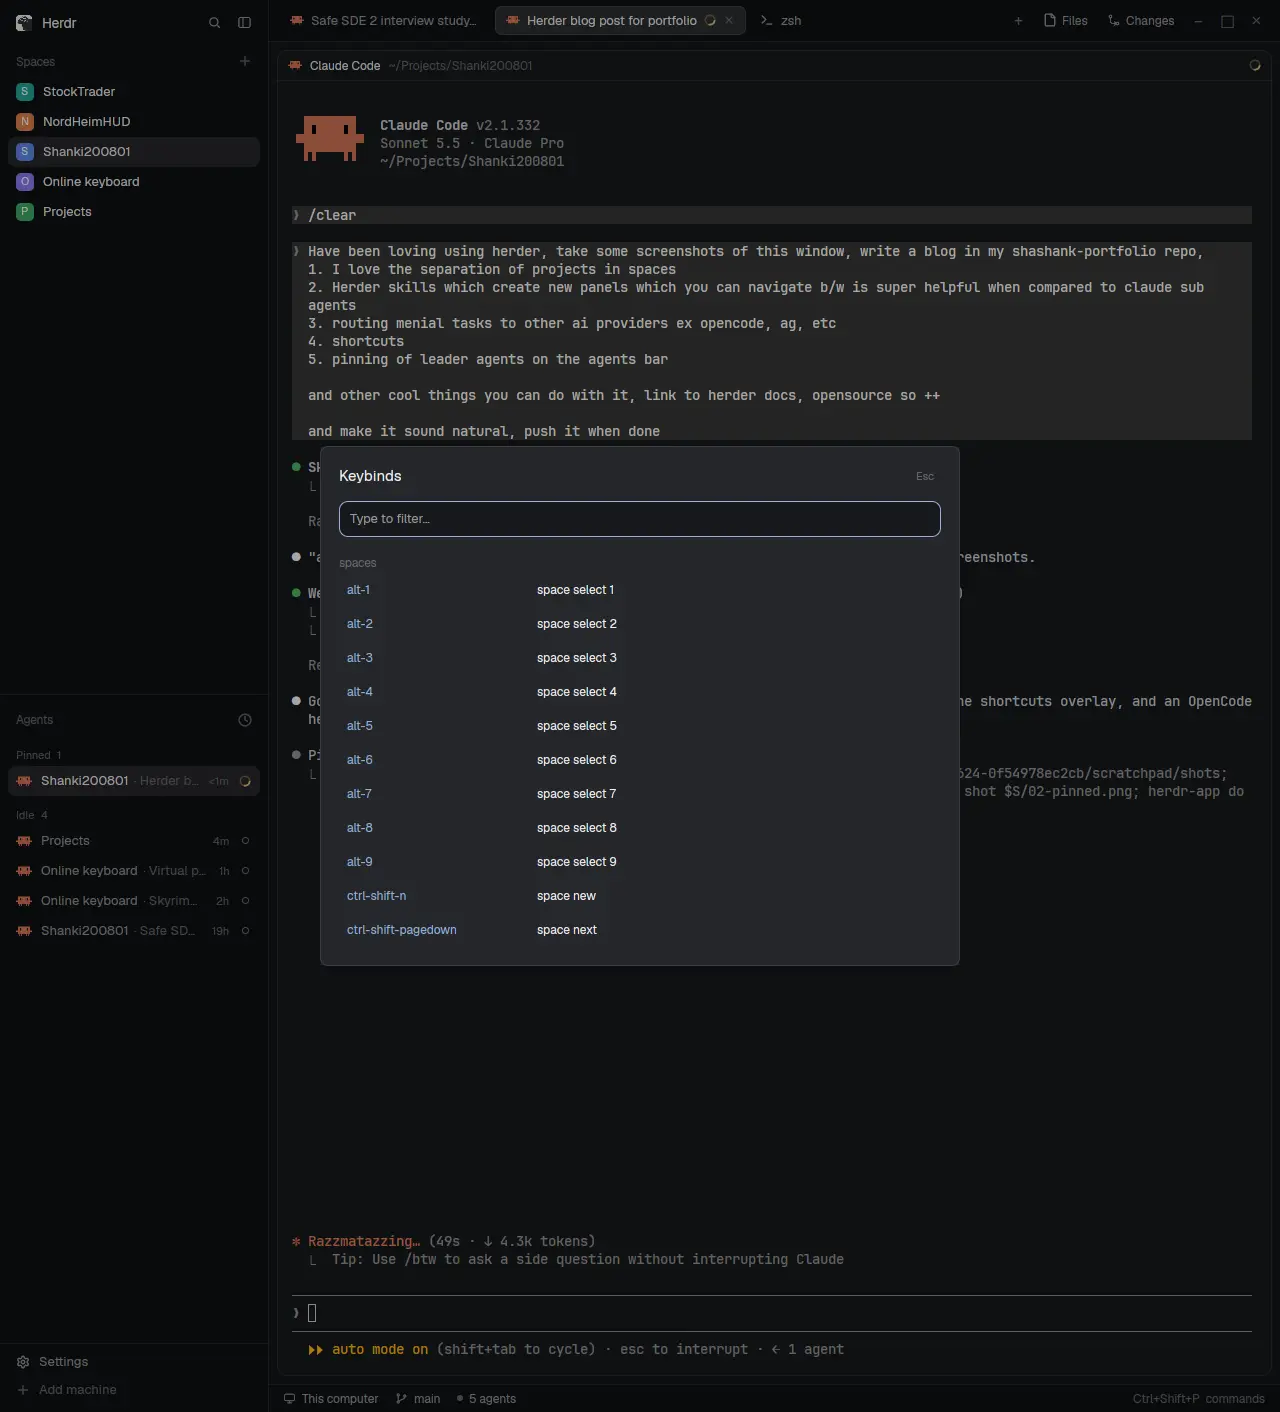 Herdr
Spaces
S StockTrader
N NordHeimHUD
S Shanki200801
O Online keyboard
P Projects
Agents
Pinned 1
Shanki200801 · Herder b... <1m
Idle 4
Projects 4m
Online keyboard · Virtual p... 1h
Online keyboard · Skyrim... 2h
Shanki200801 · Safe SD... 19h
Settings
Add machine
Safe SDE 2 interview study...
Herder blog post for portfolio
zsh
Files
Changes
Claude Code ~/Projects/Shanki200801
Claude Code v2.1.332
Sonnet 5.5 · Claude Pro
~/Projects/Shanki200801
❯ /clear
❯ Have been loving using herder, take some screenshots of this window, write a blog in my shashank-portfolio repo,
1. I love the separation of projects in spaces
2. Herder skills which create new panels which you can navigate b/w is super helpful when compared to claude sub
agents
3. routing menial tasks to other ai providers ex opencode, ag, etc
4. shortcuts
5. pinning of leader agents on the agents bar
and other cool things you can do with it, link to herder docs, opensource so ++
and make it sound natural, push it when done
Keybinds
Esc
Type to filter...
spaces
alt-1 space select 1
alt-2 space select 2
alt-3 space select 3
alt-4 space select 4
alt-5 space select 5
alt-6 space select 6
alt-7 space select 7
alt-8 space select 8
alt-9 space select 9
ctrl-shift-n space new
ctrl-shift-pagedown space next
reenshots.
)
shortcuts overlay, and an OpenCode
he
624-0f54978ec2cb/scratchpad/shots;
shot $S/02-pinned.png; herdr-app do
✻ Razzmatazzing… (49s · ↓ 4.3k tokens)
Tip: Use /btw to ask a side question without interrupting Claude
❯
⏵⏵ auto mode on (shift+tab to cycle) · esc to interrupt · ← 1 agent
This computer
main
5 agents
Ctrl+Shift+P commands